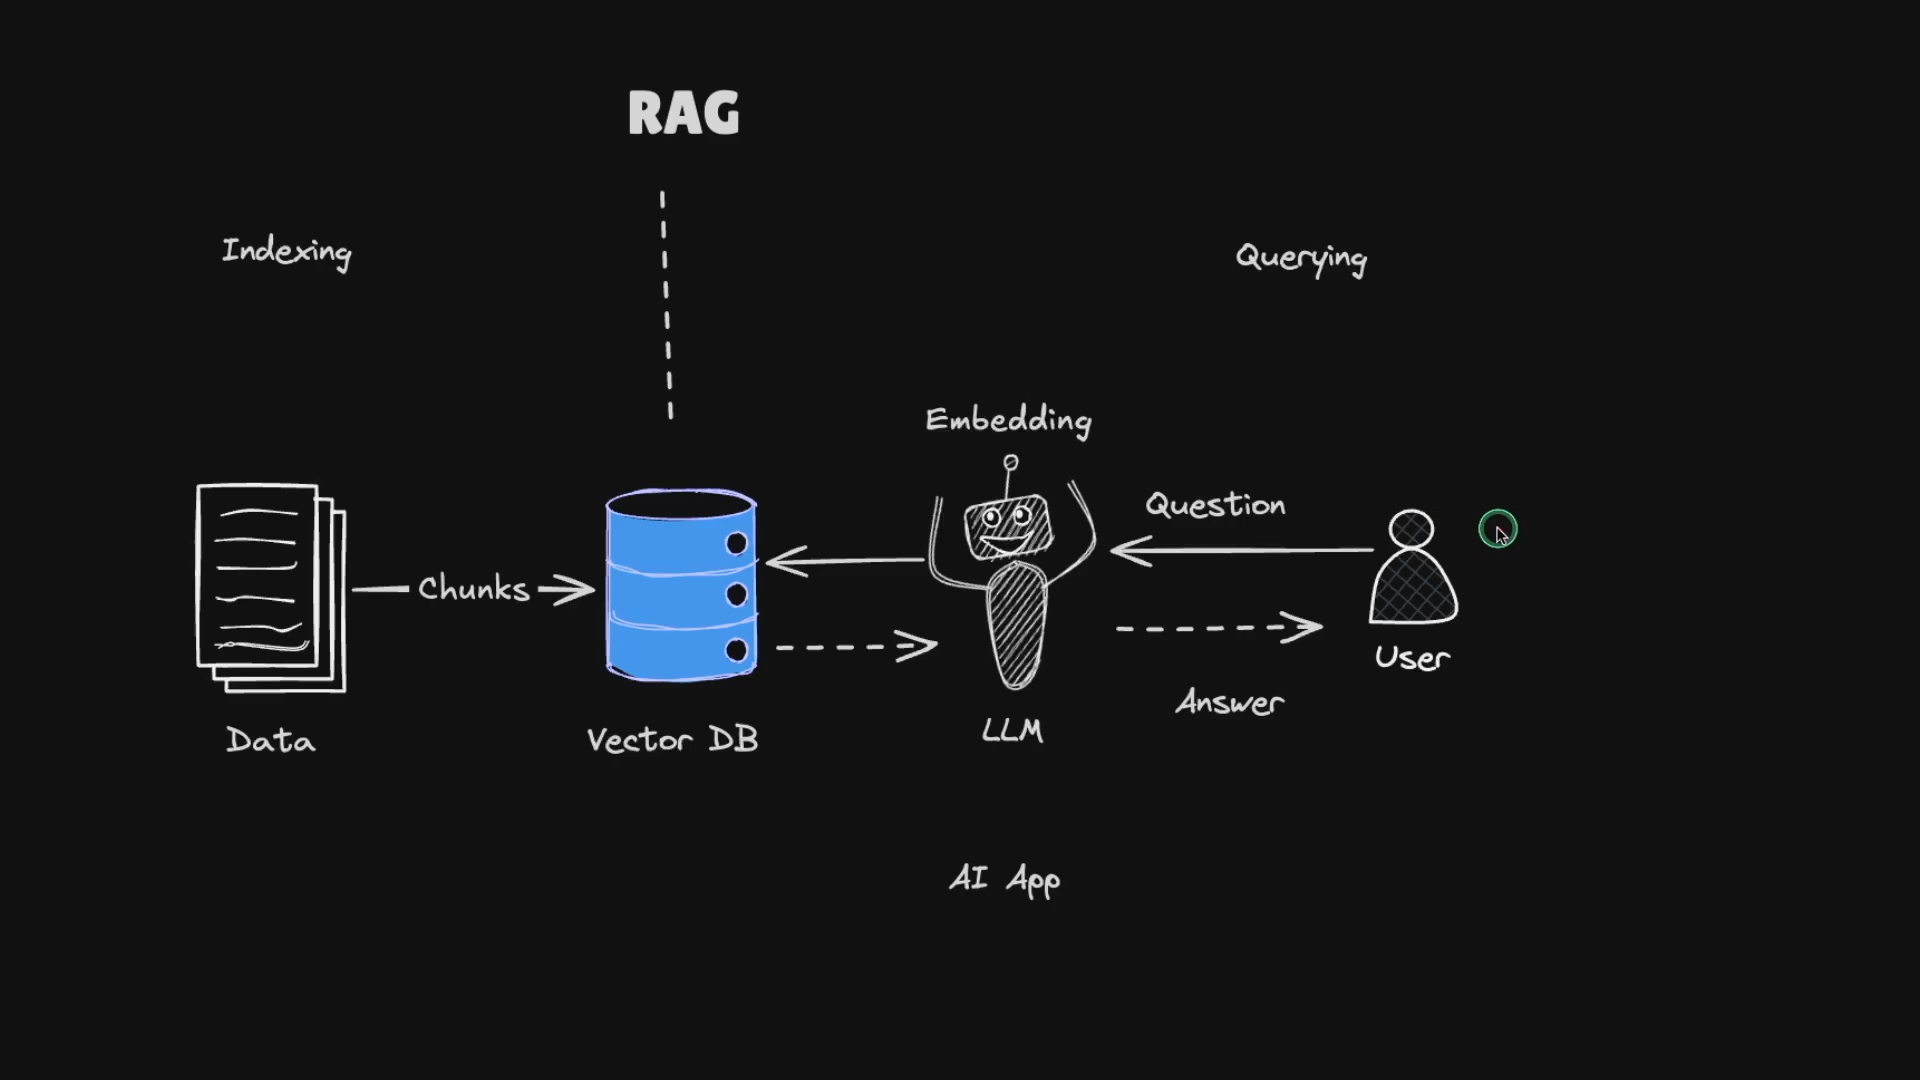 RAG
Indexing
Querying
Embedding
Question
Chunks
User
Answer
LLM
Data
Vector DB
AI App